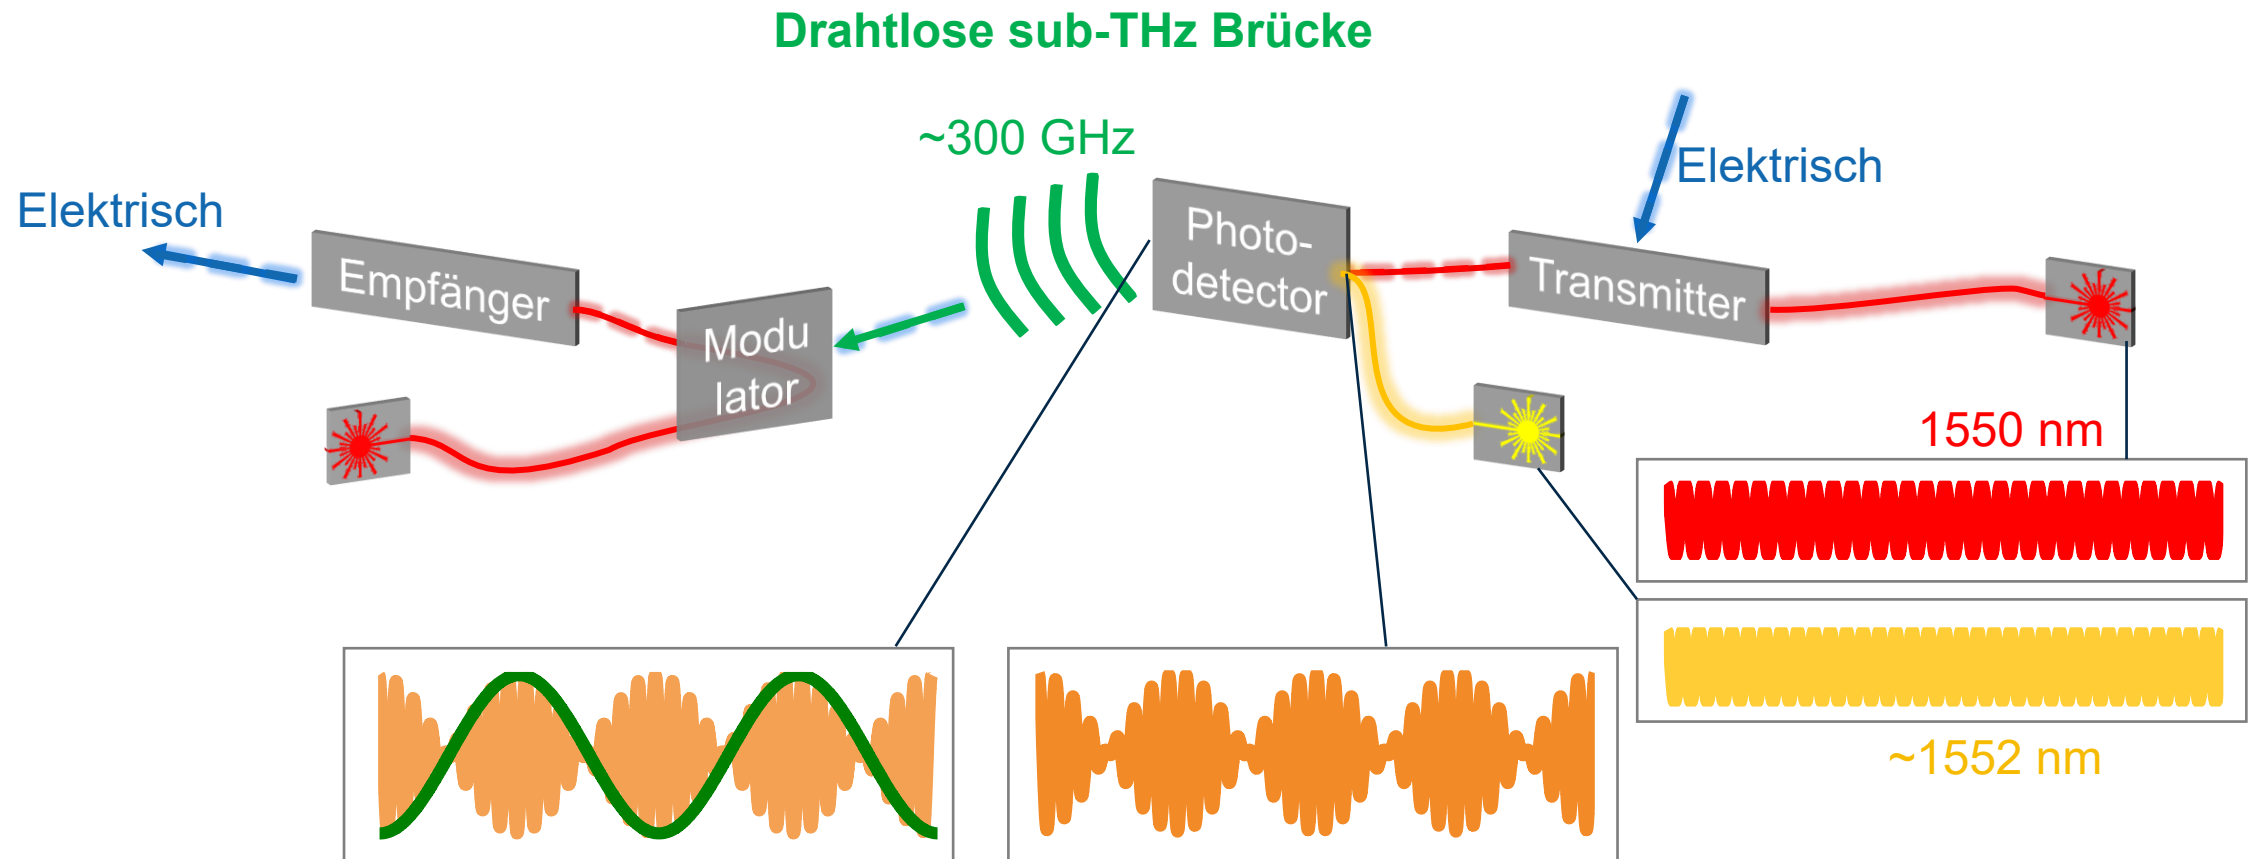 Drahtlose sub-THz Brücke
~300 GHz
Elektrisch
Elektrisch
Photo-
detector
Transmitter
Empfänger
Modu
lator
1550 nm
~1552 nm